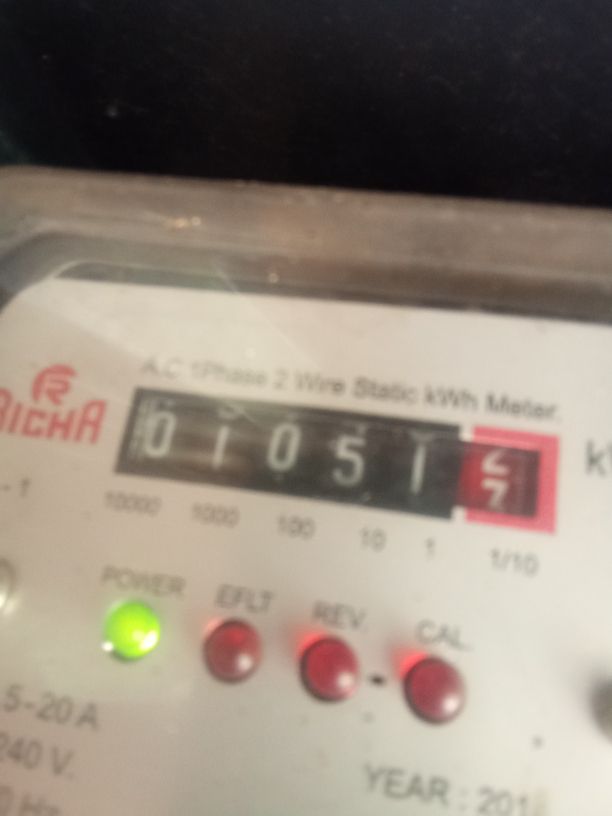 A.C 1Phase 2 Wire Static kWh Meter.
RICHA
0 1 0 5 1
10000 1000 100 10 1 1/10
POWER EFLT REV. CAL.
5-20 A
240 V.
Hz
YEAR : 201